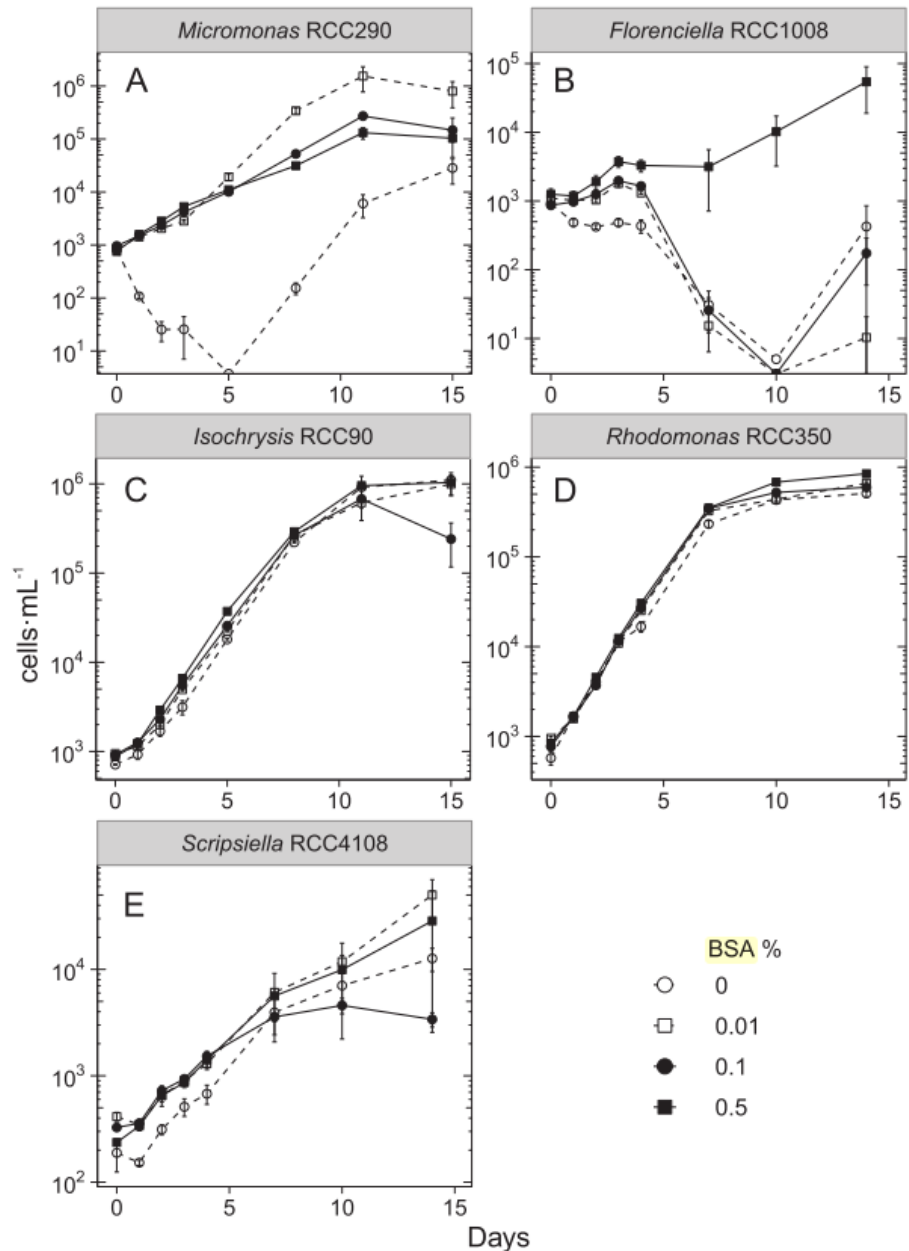 Micromonas RCC290
Florenciella RCC1008
A
B
10⁶
10⁵
10⁴
10³
10²
10¹
10⁵
10⁴
10³
10²
10¹
0 5 10 15
0 5 10 15
Isochrysis RCC90
Rhodomonas RCC350
C
D
10⁶
10⁵
10⁴
10³
10⁶
10⁵
10⁴
10³
0 5 10 15
0 5 10 15
cells·mL⁻¹
Scripsiella RCC4108
E
10⁴
10³
10²
0 5 10 15
Days
BSA %
0
0.01
0.1
0.5